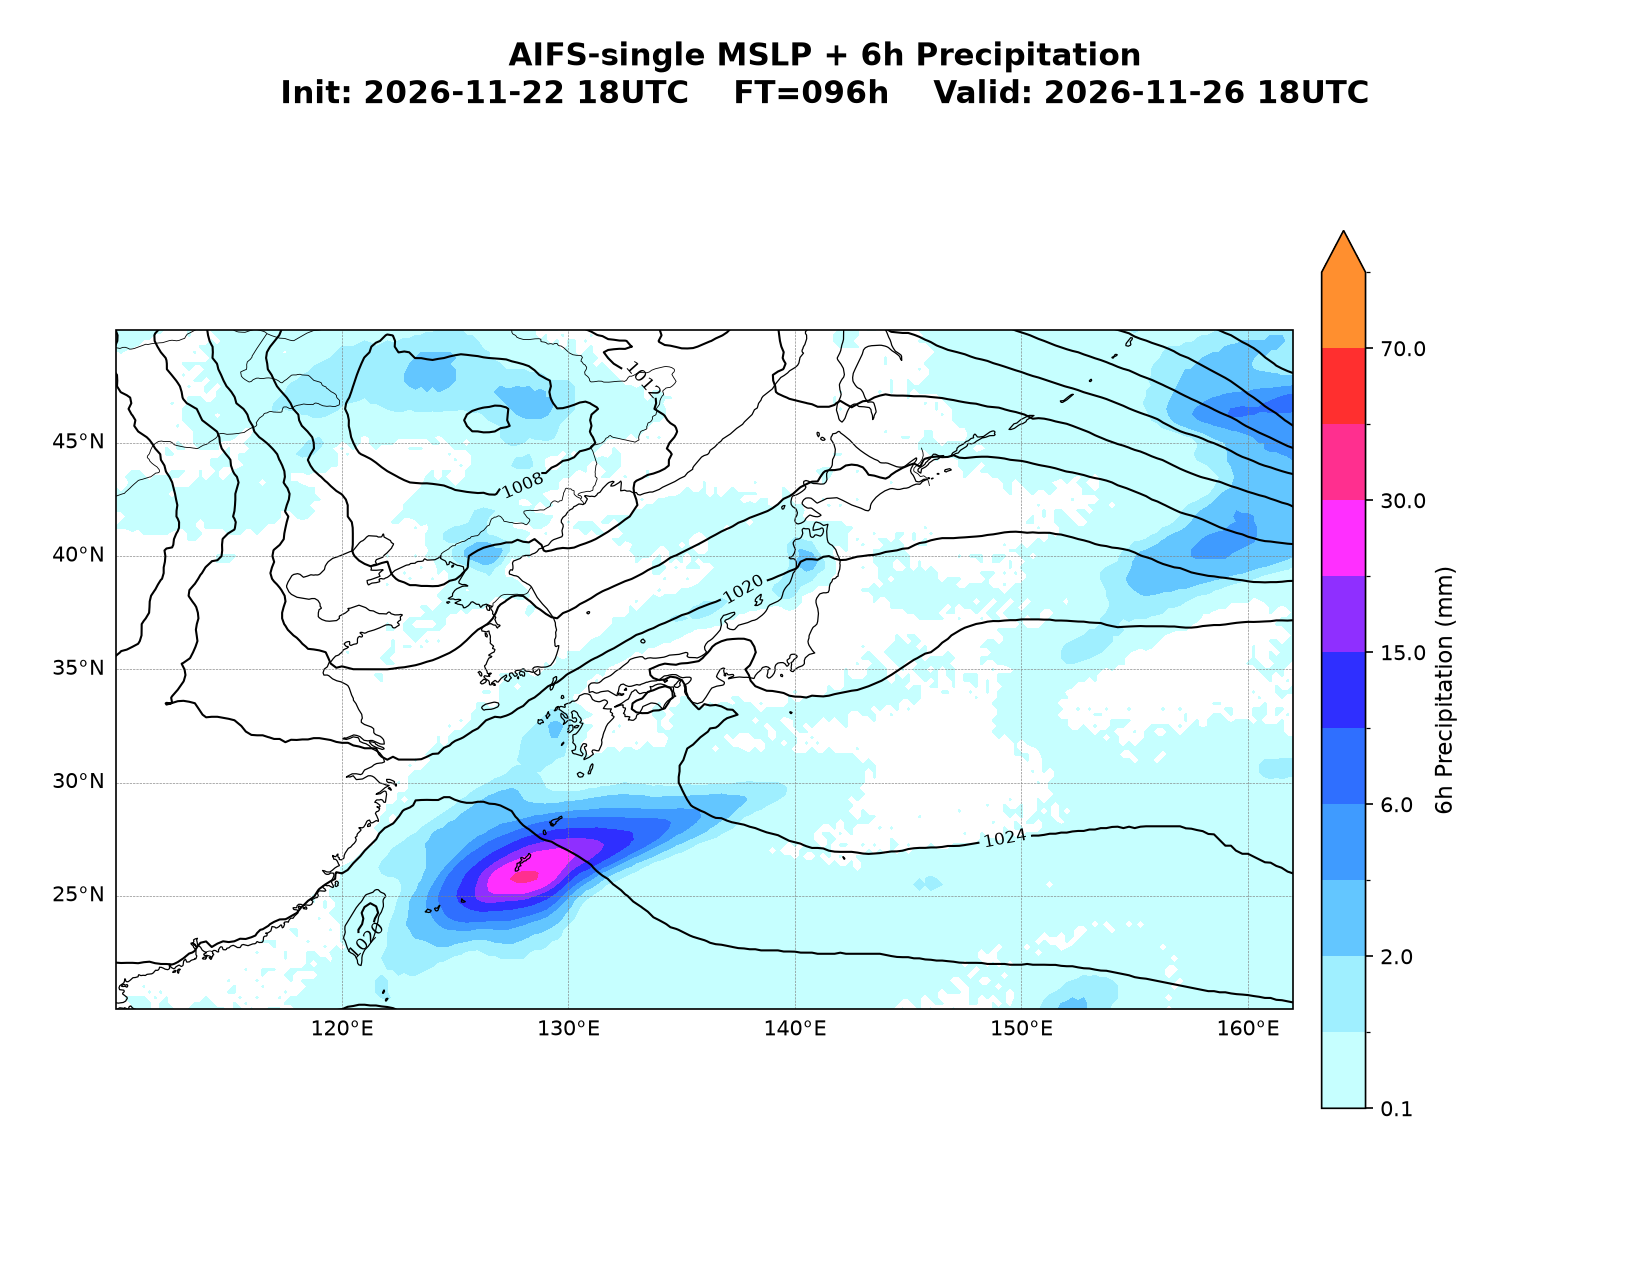 AIFS-single MSLP + 6h Precipitation
Init: 2026-11-22 18UTC    FT=096h    Valid: 2026-11-26 18UTC
70.0
30.0
15.0
6.0
2.0
0.1
6h Precipitation (mm)
45°N
40°N
35°N
30°N
25°N
120°E
130°E
140°E
150°E
160°E
1012
1008
1020
1024
1020